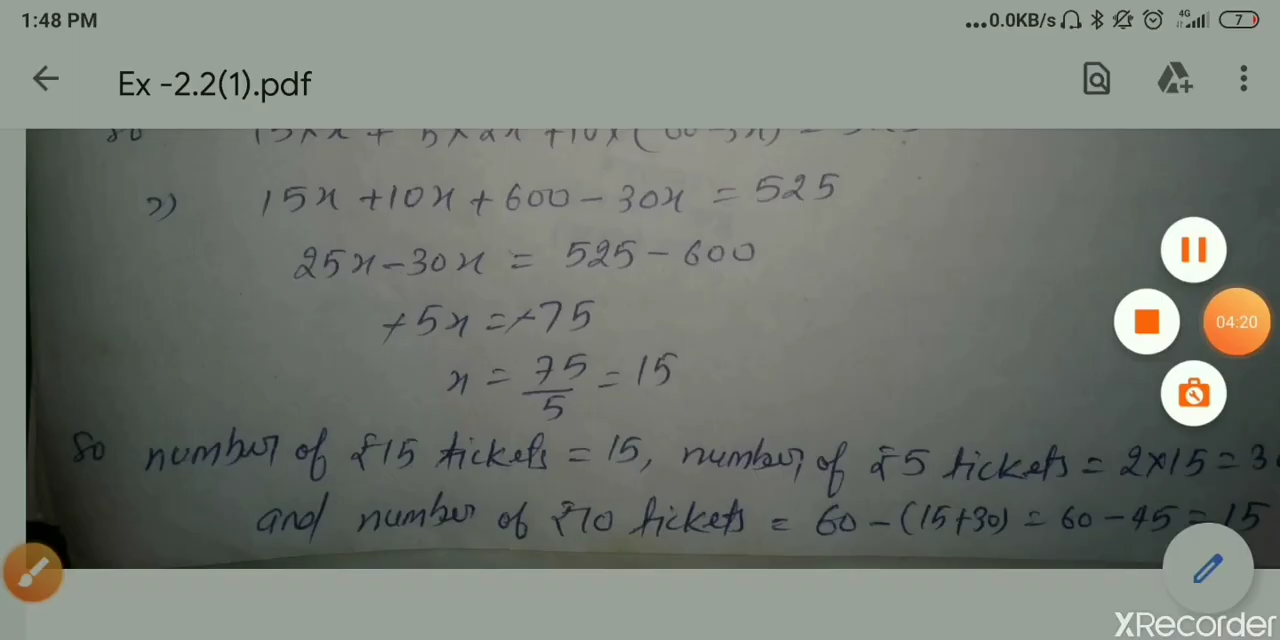 1:48 PM
...0.0KB/s 4G 7
Ex -2.2(1).pdf
15x + 10x + 600 - 30x = 525
25x - 30x = 525 - 600
+5x = +75
x = 75/5 = 15
04:20
So number of ₹15 tickets = 15, number of ₹5 tickets = 2×15 = 3
and number of ₹10 tickets = 60 - (15+30) = 60 - 45 = 15
XRecorder